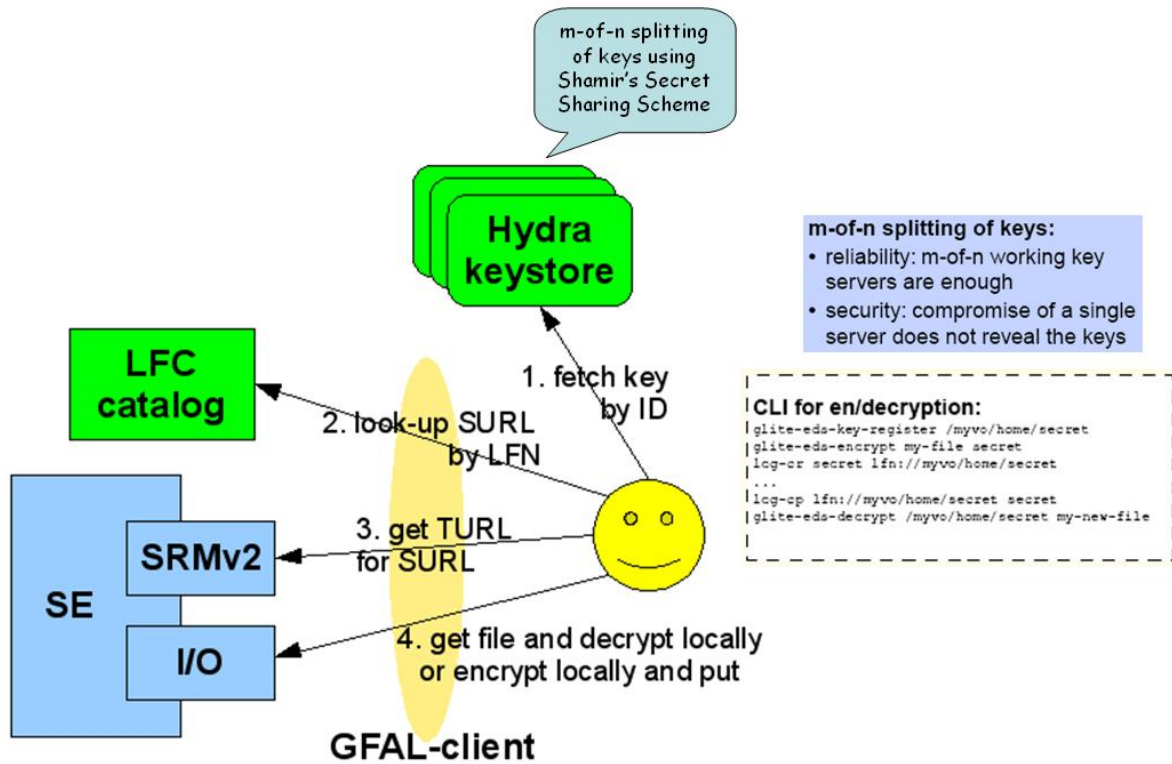 m-of-n splitting
of keys using
Shamir's Secret
Sharing Scheme
Hydra
keystore
m-of-n splitting of keys:
• reliability: m-of-n working key
servers are enough
• security: compromise of a single
server does not reveal the keys
LFC
catalog
1. fetch key
by ID
2. look-up SURL
by LFN
CLI for en/decryption:
glite-eds-key-register /myvo/home/secret
glite-eds-encrypt my-file secret
lcg-cr secret lfn://myvo/home/secret
...
lcg-cp lfn://myvo/home/secret secret
glite-eds-decrypt /myvo/home/secret my-new-file
SE
SRMv2
3. get TURL
for SURL
I/O
4. get file and decrypt locally
or encrypt locally and put
GFAL-client